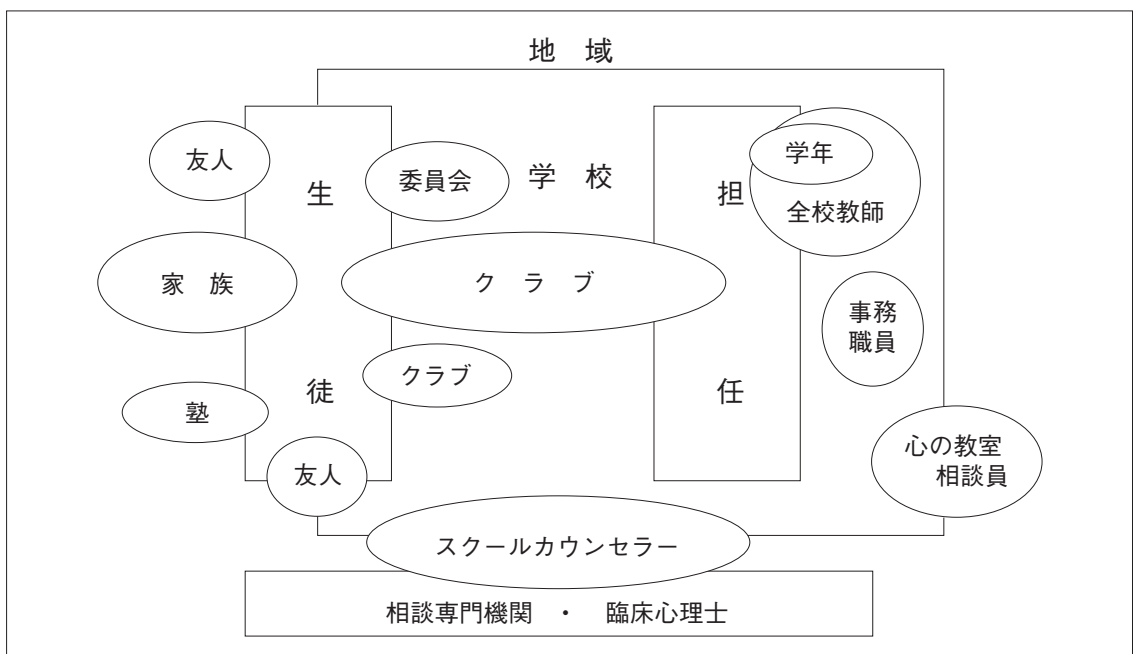 地　域
友人
生
委員会
学　校
担
学年
全校教師
家　族
ク　ラ　ブ
事務
職員
塾
徒
クラブ
任
友人
心の教室
相談員
スクールカウンセラー
相談専門機関　・　臨床心理士